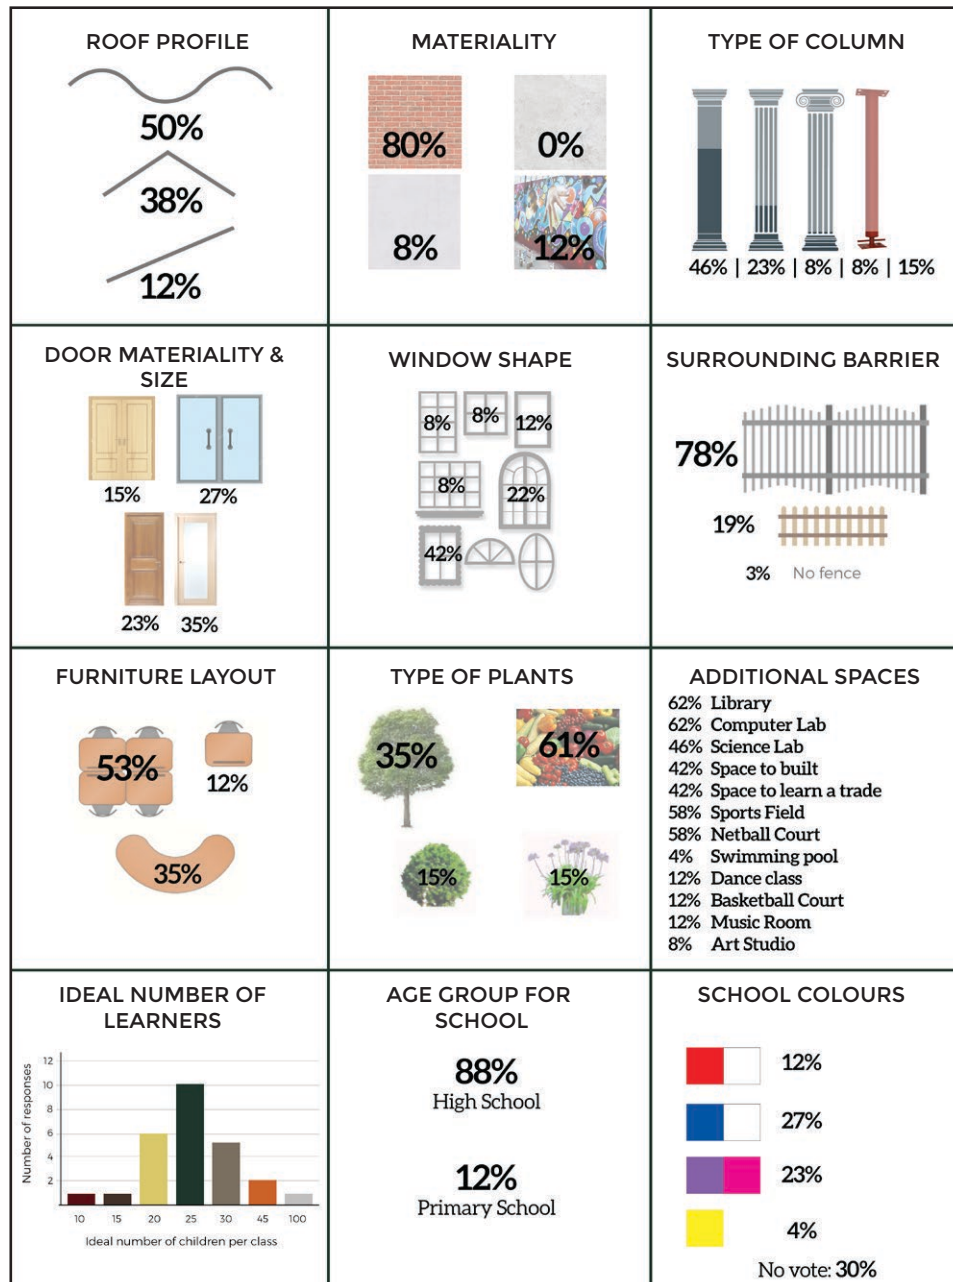 ROOF PROFILE
50%
38%
12%
MATERIALITY
80%
0%
8%
12%
TYPE OF COLUMN
46% | 23% | 8% | 8% | 15%
DOOR MATERIALITY &
SIZE
15%
27%
23%
35%
WINDOW SHAPE
8%
8%
12%
8%
22%
42%
SURROUNDING BARRIER
78%
19%
3% No fence
FURNITURE LAYOUT
53%
12%
35%
TYPE OF PLANTS
35%
61%
15%
15%
ADDITIONAL SPACES
62% Library
62% Computer Lab
46% Science Lab
42% Space to built
42% Space to learn a trade
58% Sports Field
58% Netball Court
4% Swimming pool
12% Dance class
12% Basketball Court
12% Music Room
8% Art Studio
IDEAL NUMBER OF
LEARNERS
Number of responses
12
10
8
6
4
2
10 15 20 25 30 45 100
Ideal number of children per class
AGE GROUP FOR
SCHOOL
88%
High School
12%
Primary School
SCHOOL COLOURS
12%
27%
23%
4%
No vote: 30%